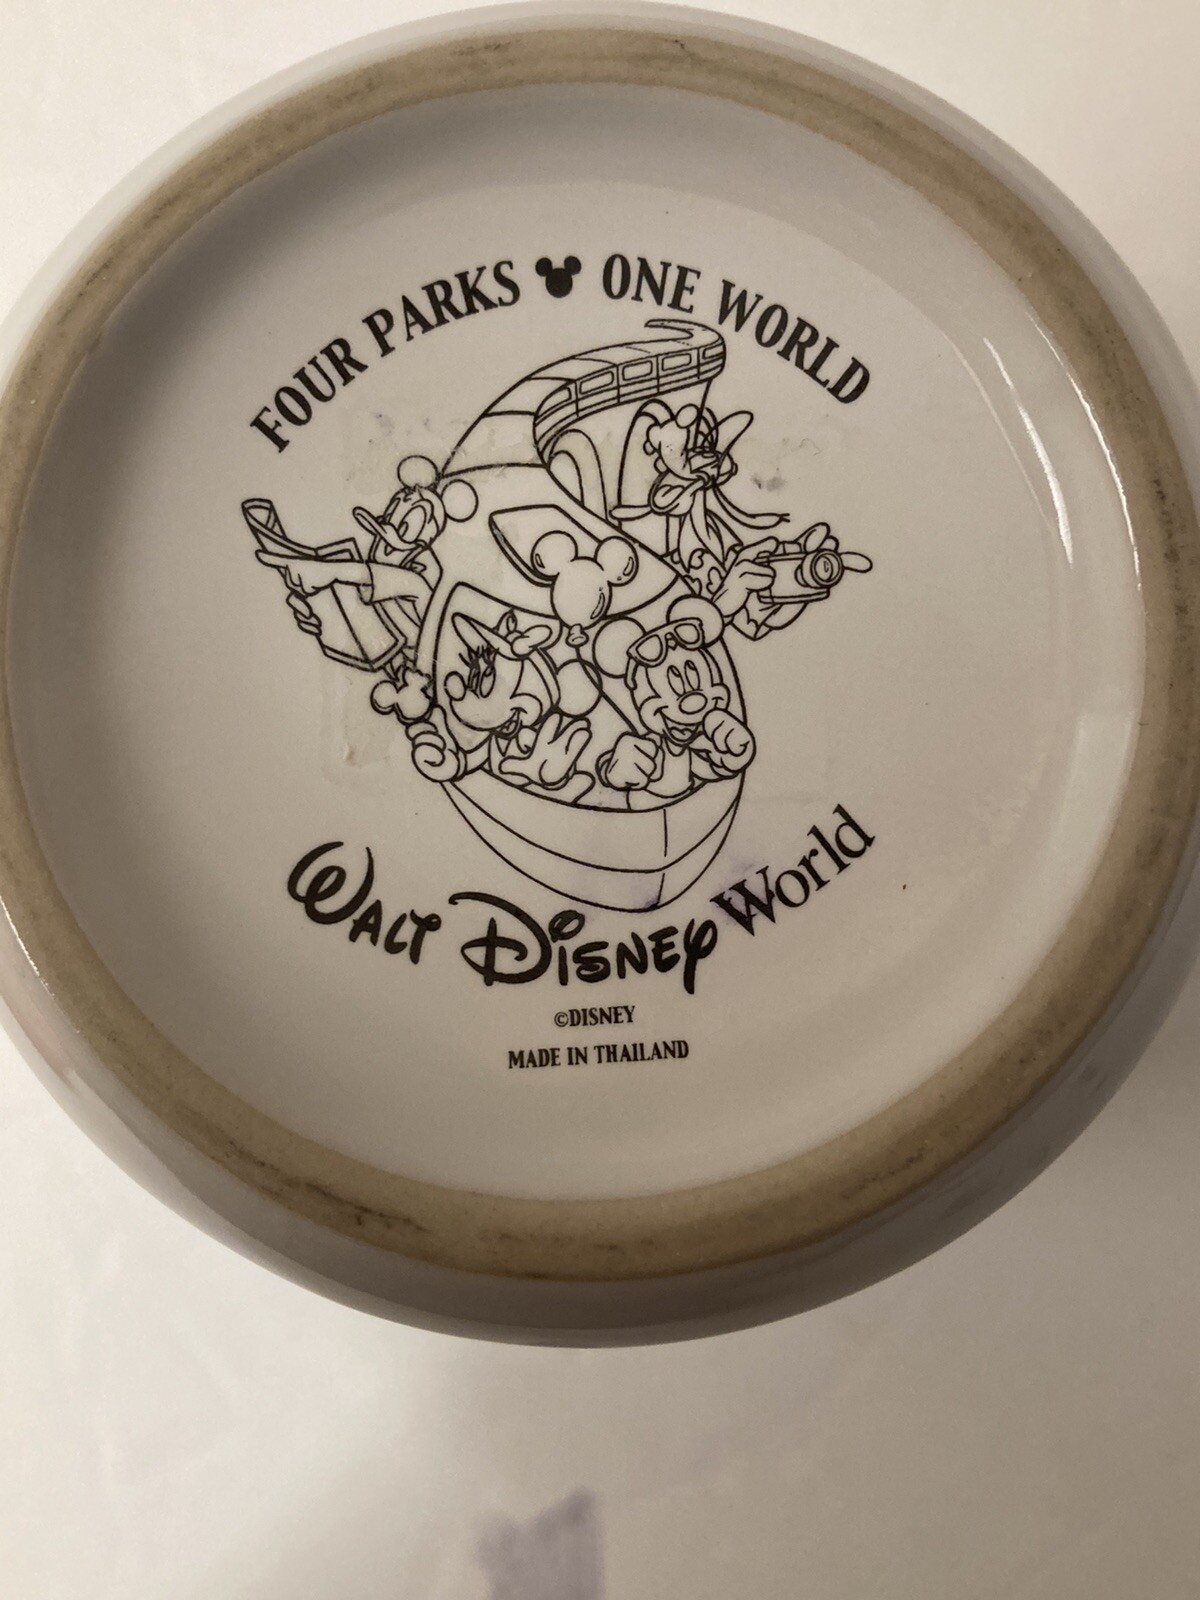 FOUR PARKS ONE WORLD
WALT DISNEY World
©DISNEY
MADE IN THAILAND